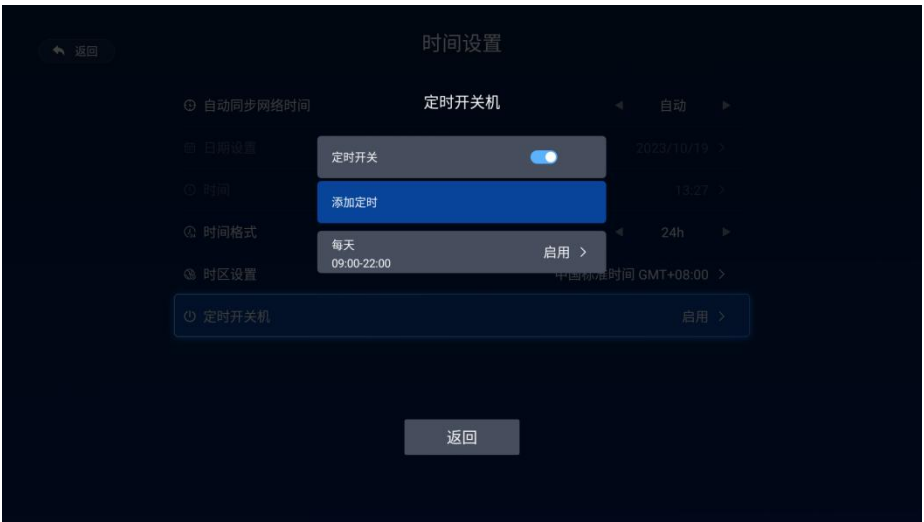 返回
时间设置
自动同步网络时间
自动
日期设置
2023/10/19
时间
13:27
时间格式
24h
时区设置
中国标准时间 GMT+08:00
定时开关机
启用
定时开关机
定时开关
添加定时
每天
09:00-22:00
启用
返回